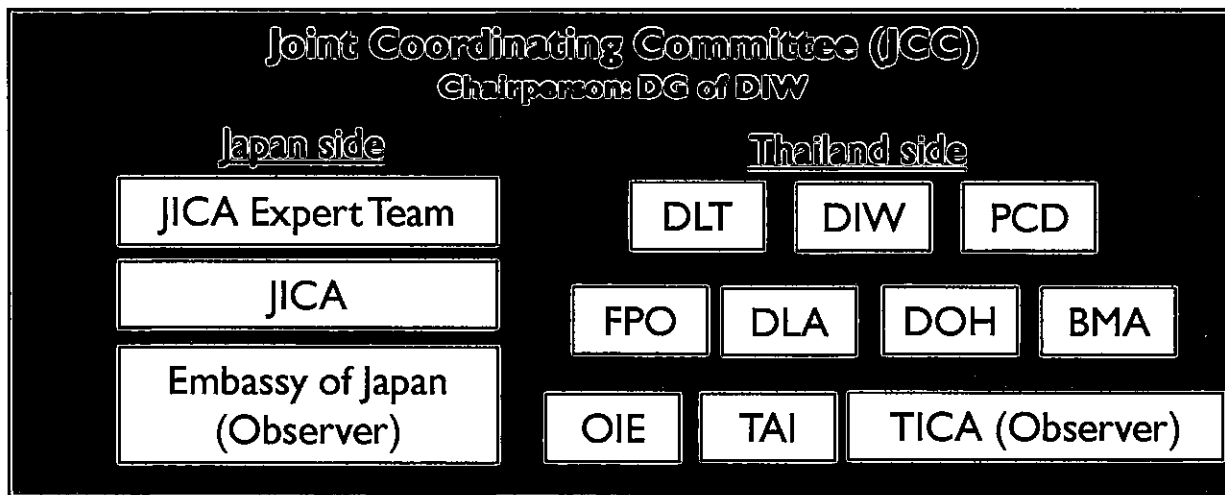 Joint Coordinating Committee (JCC)
Chairperson: DG of DIW
Japan side
Thailand side
JICA Expert Team
DLT
DIW
PCD
JICA
FPO
DLA
DOH
BMA
Embassy of Japan
(Observer)
OIE
TAI
TICA (Observer)